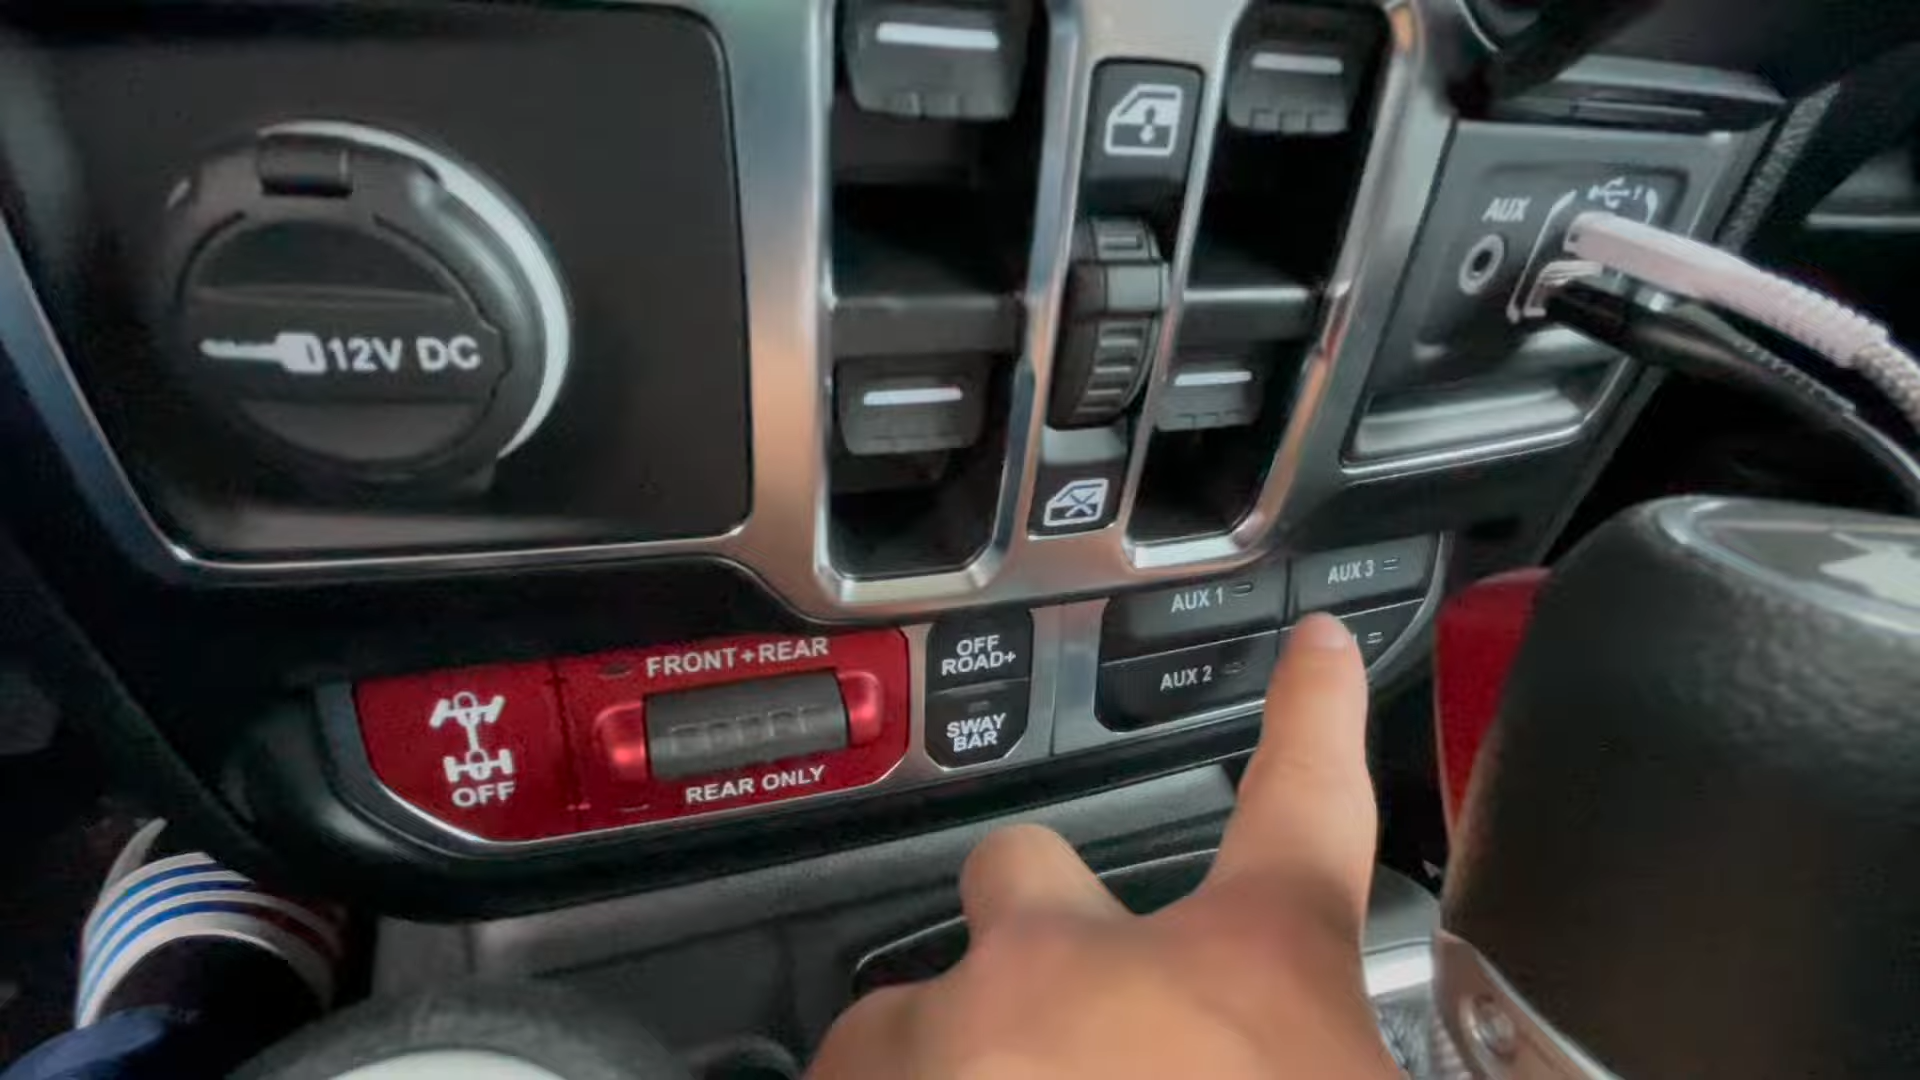 12V DC
AUX
FRONT+REAR
REAR ONLY
OFF
OFF
ROAD+
SWAY
BAR
AUX 1
AUX 2
AUX 3